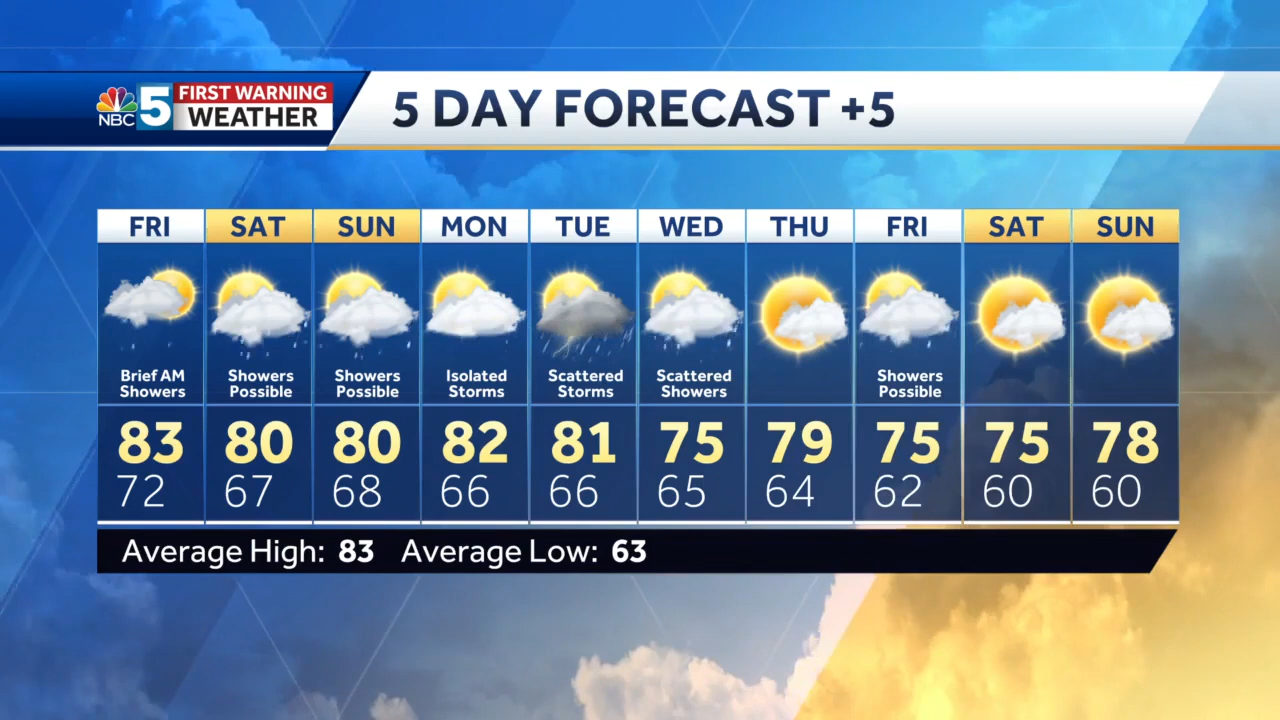 NBC 5 FIRST WARNING
WEATHER
5 DAY FORECAST +5
FRI SAT SUN MON TUE WED THU FRI SAT SUN
Brief AM Showers Showers Isolated Scattered Scattered Showers
Showers Possible Possible Storms Storms Showers Possible
83 80 80 82 81 75 79 75 75 78
72 67 68 66 66 65 64 62 60 60
Average High: 83 Average Low: 63